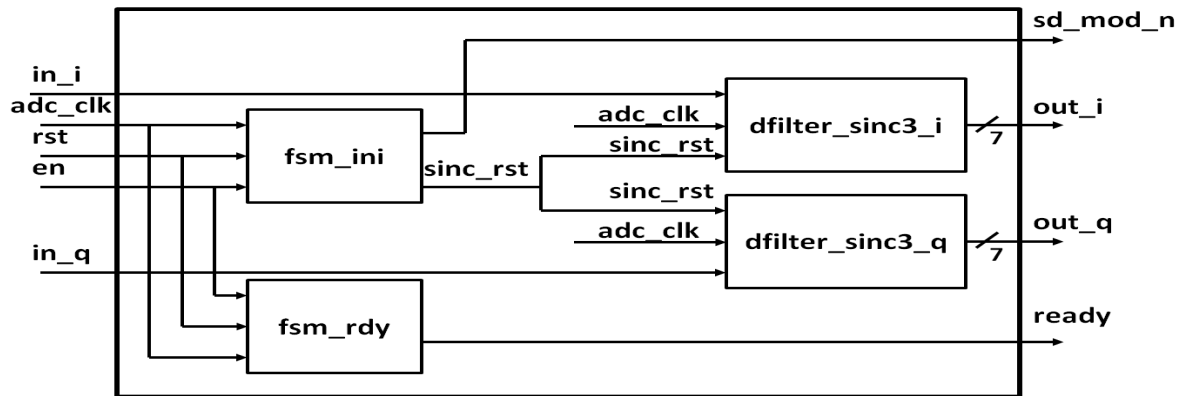 sd_mod_n
in_i
adc_clk
rst
en
in_q
fsm_ini
sinc_rst
adc_clk
sinc_rst
dfilter_sinc3_i
7
out_i
sinc_rst
adc_clk
dfilter_sinc3_q
7
out_q
fsm_rdy
ready